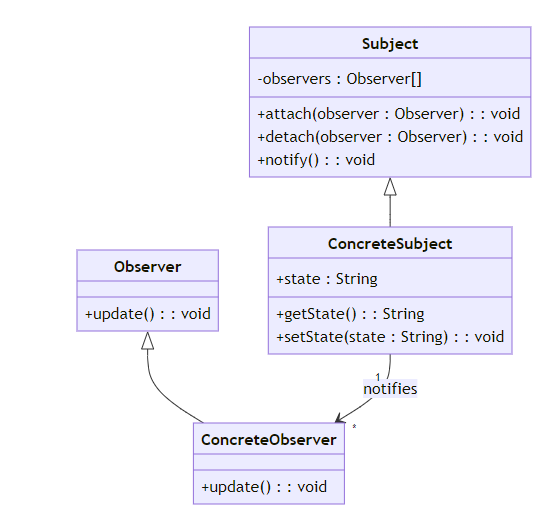 Subject
-observers : Observer[]
+attach(observer : Observer) : : void
+detach(observer : Observer) : : void
+notify() : : void
ConcreteSubject
+state : String
+getState() : : String
+setState(state : String) : : void
Observer
+update() : : void
1
notifies
*
ConcreteObserver
+update() : : void